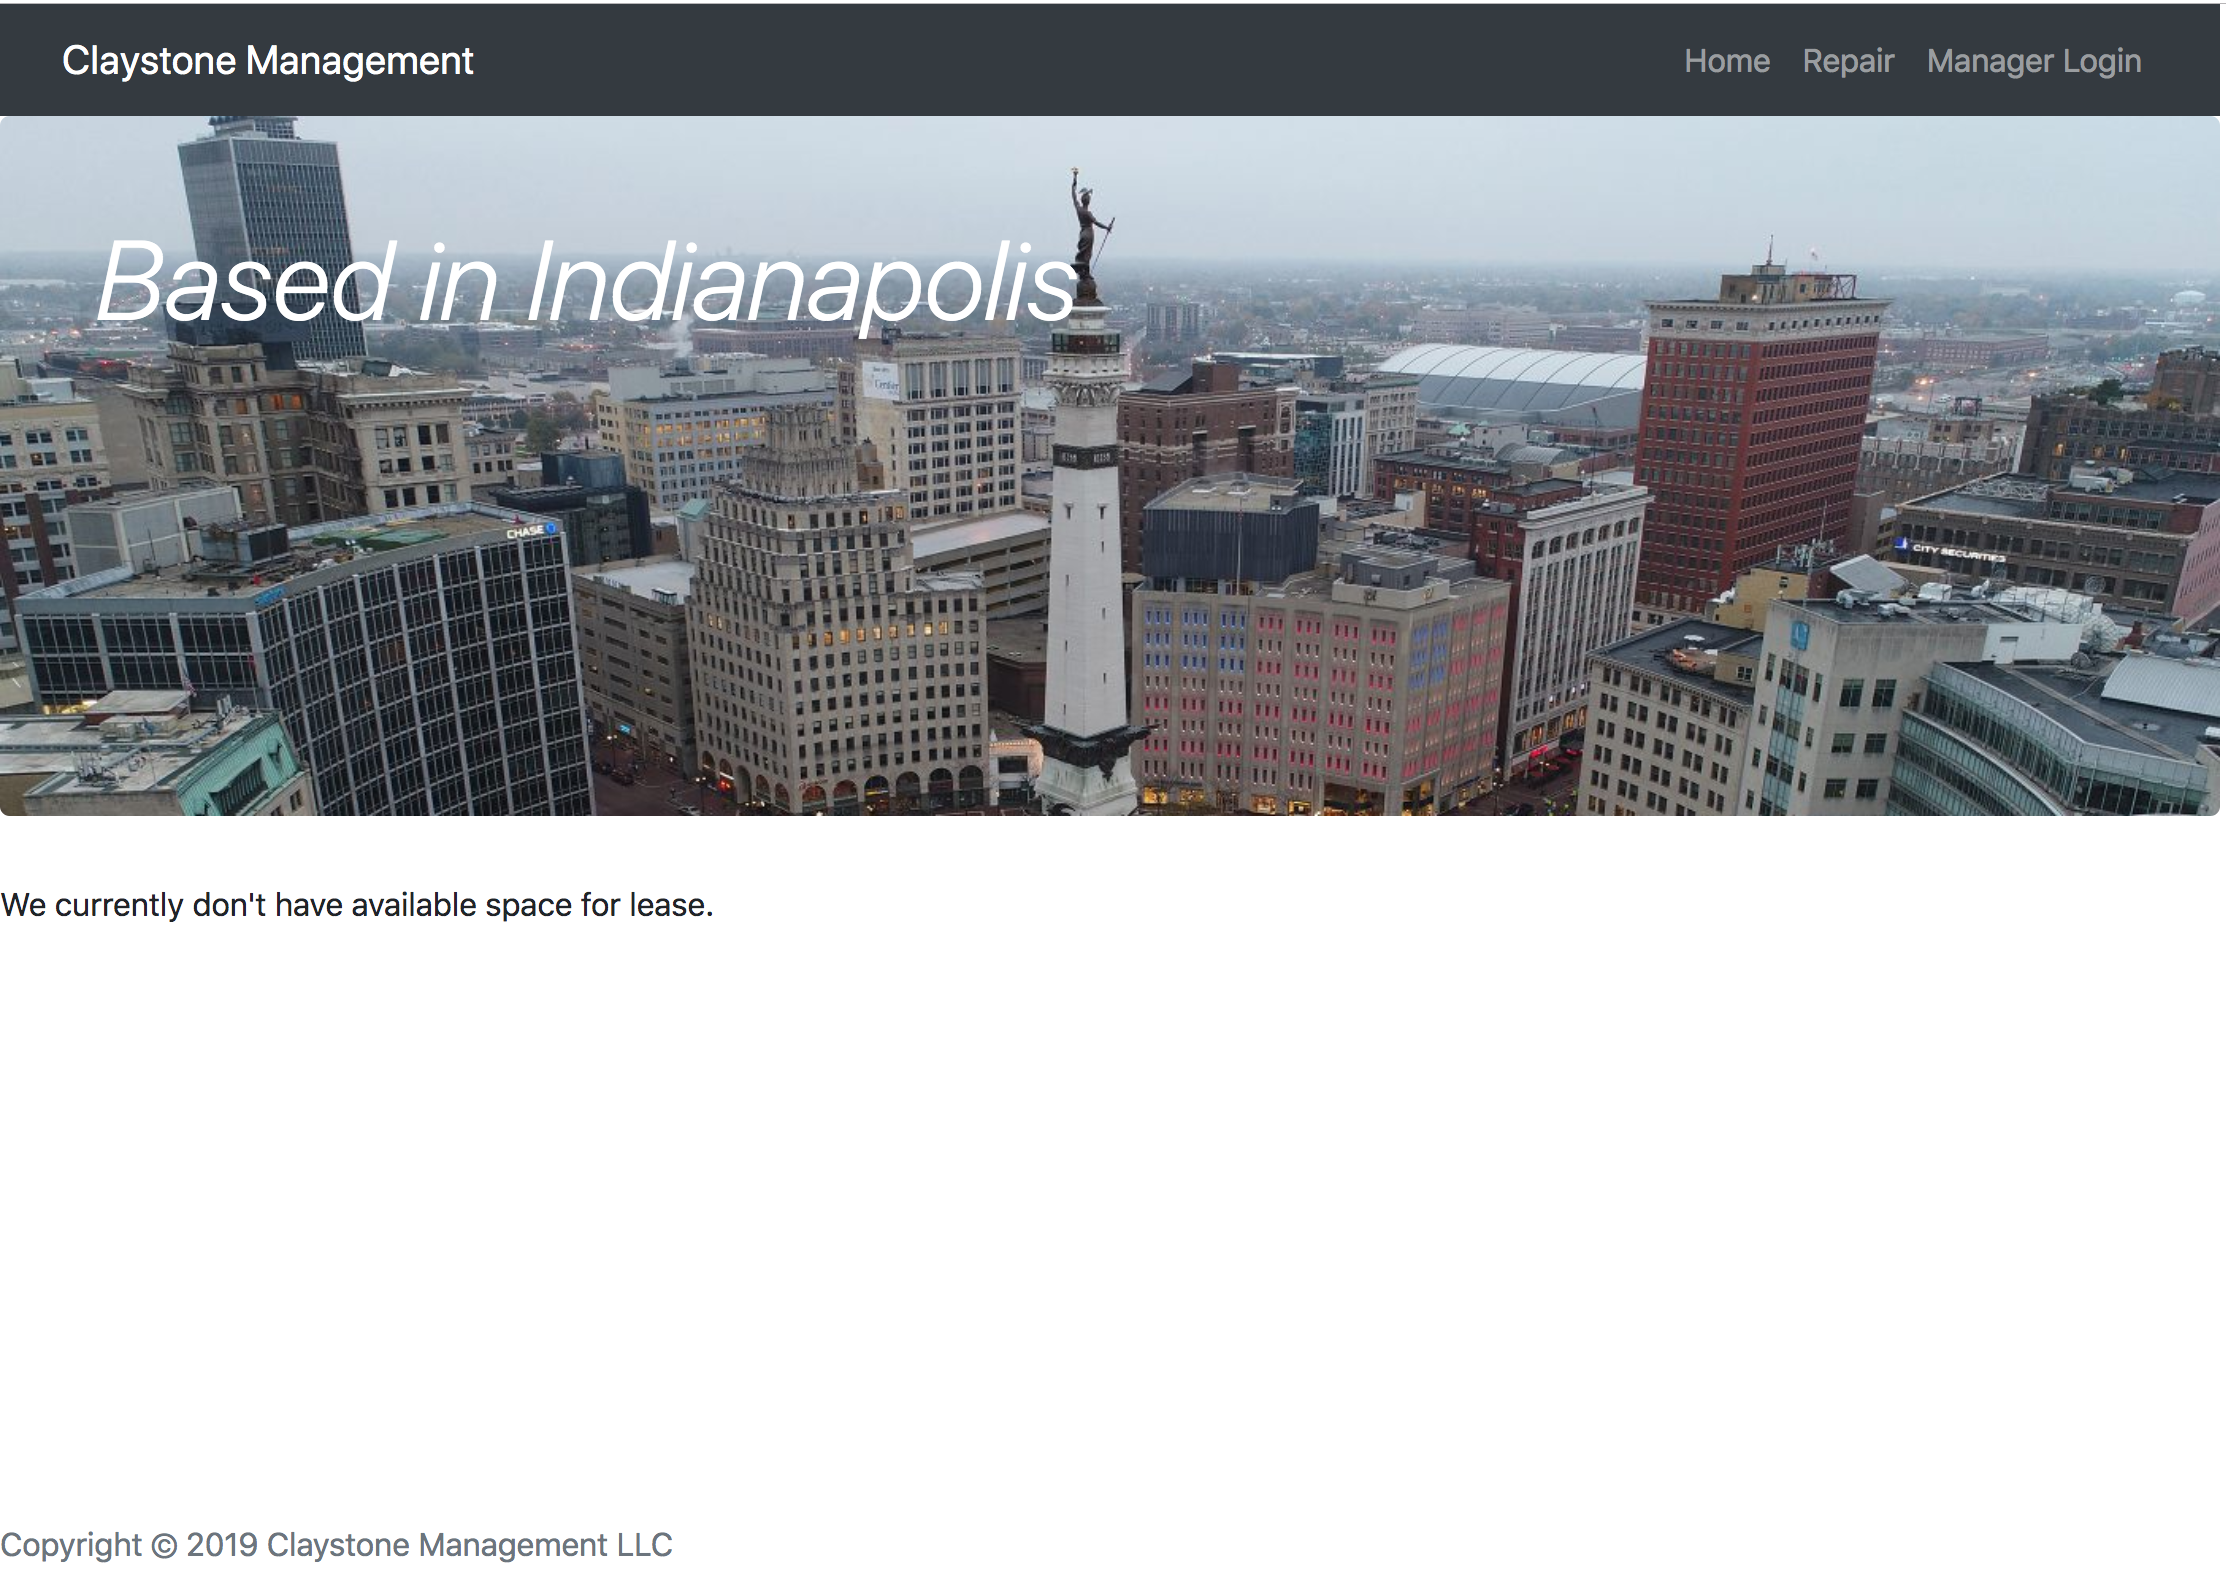 Claystone Management
Home Repair Manager Login
Based in Indianapolis
Center
CHASE
CITY SECURITIES
We currently don't have available space for lease.
Copyright © 2019 Claystone Management LLC